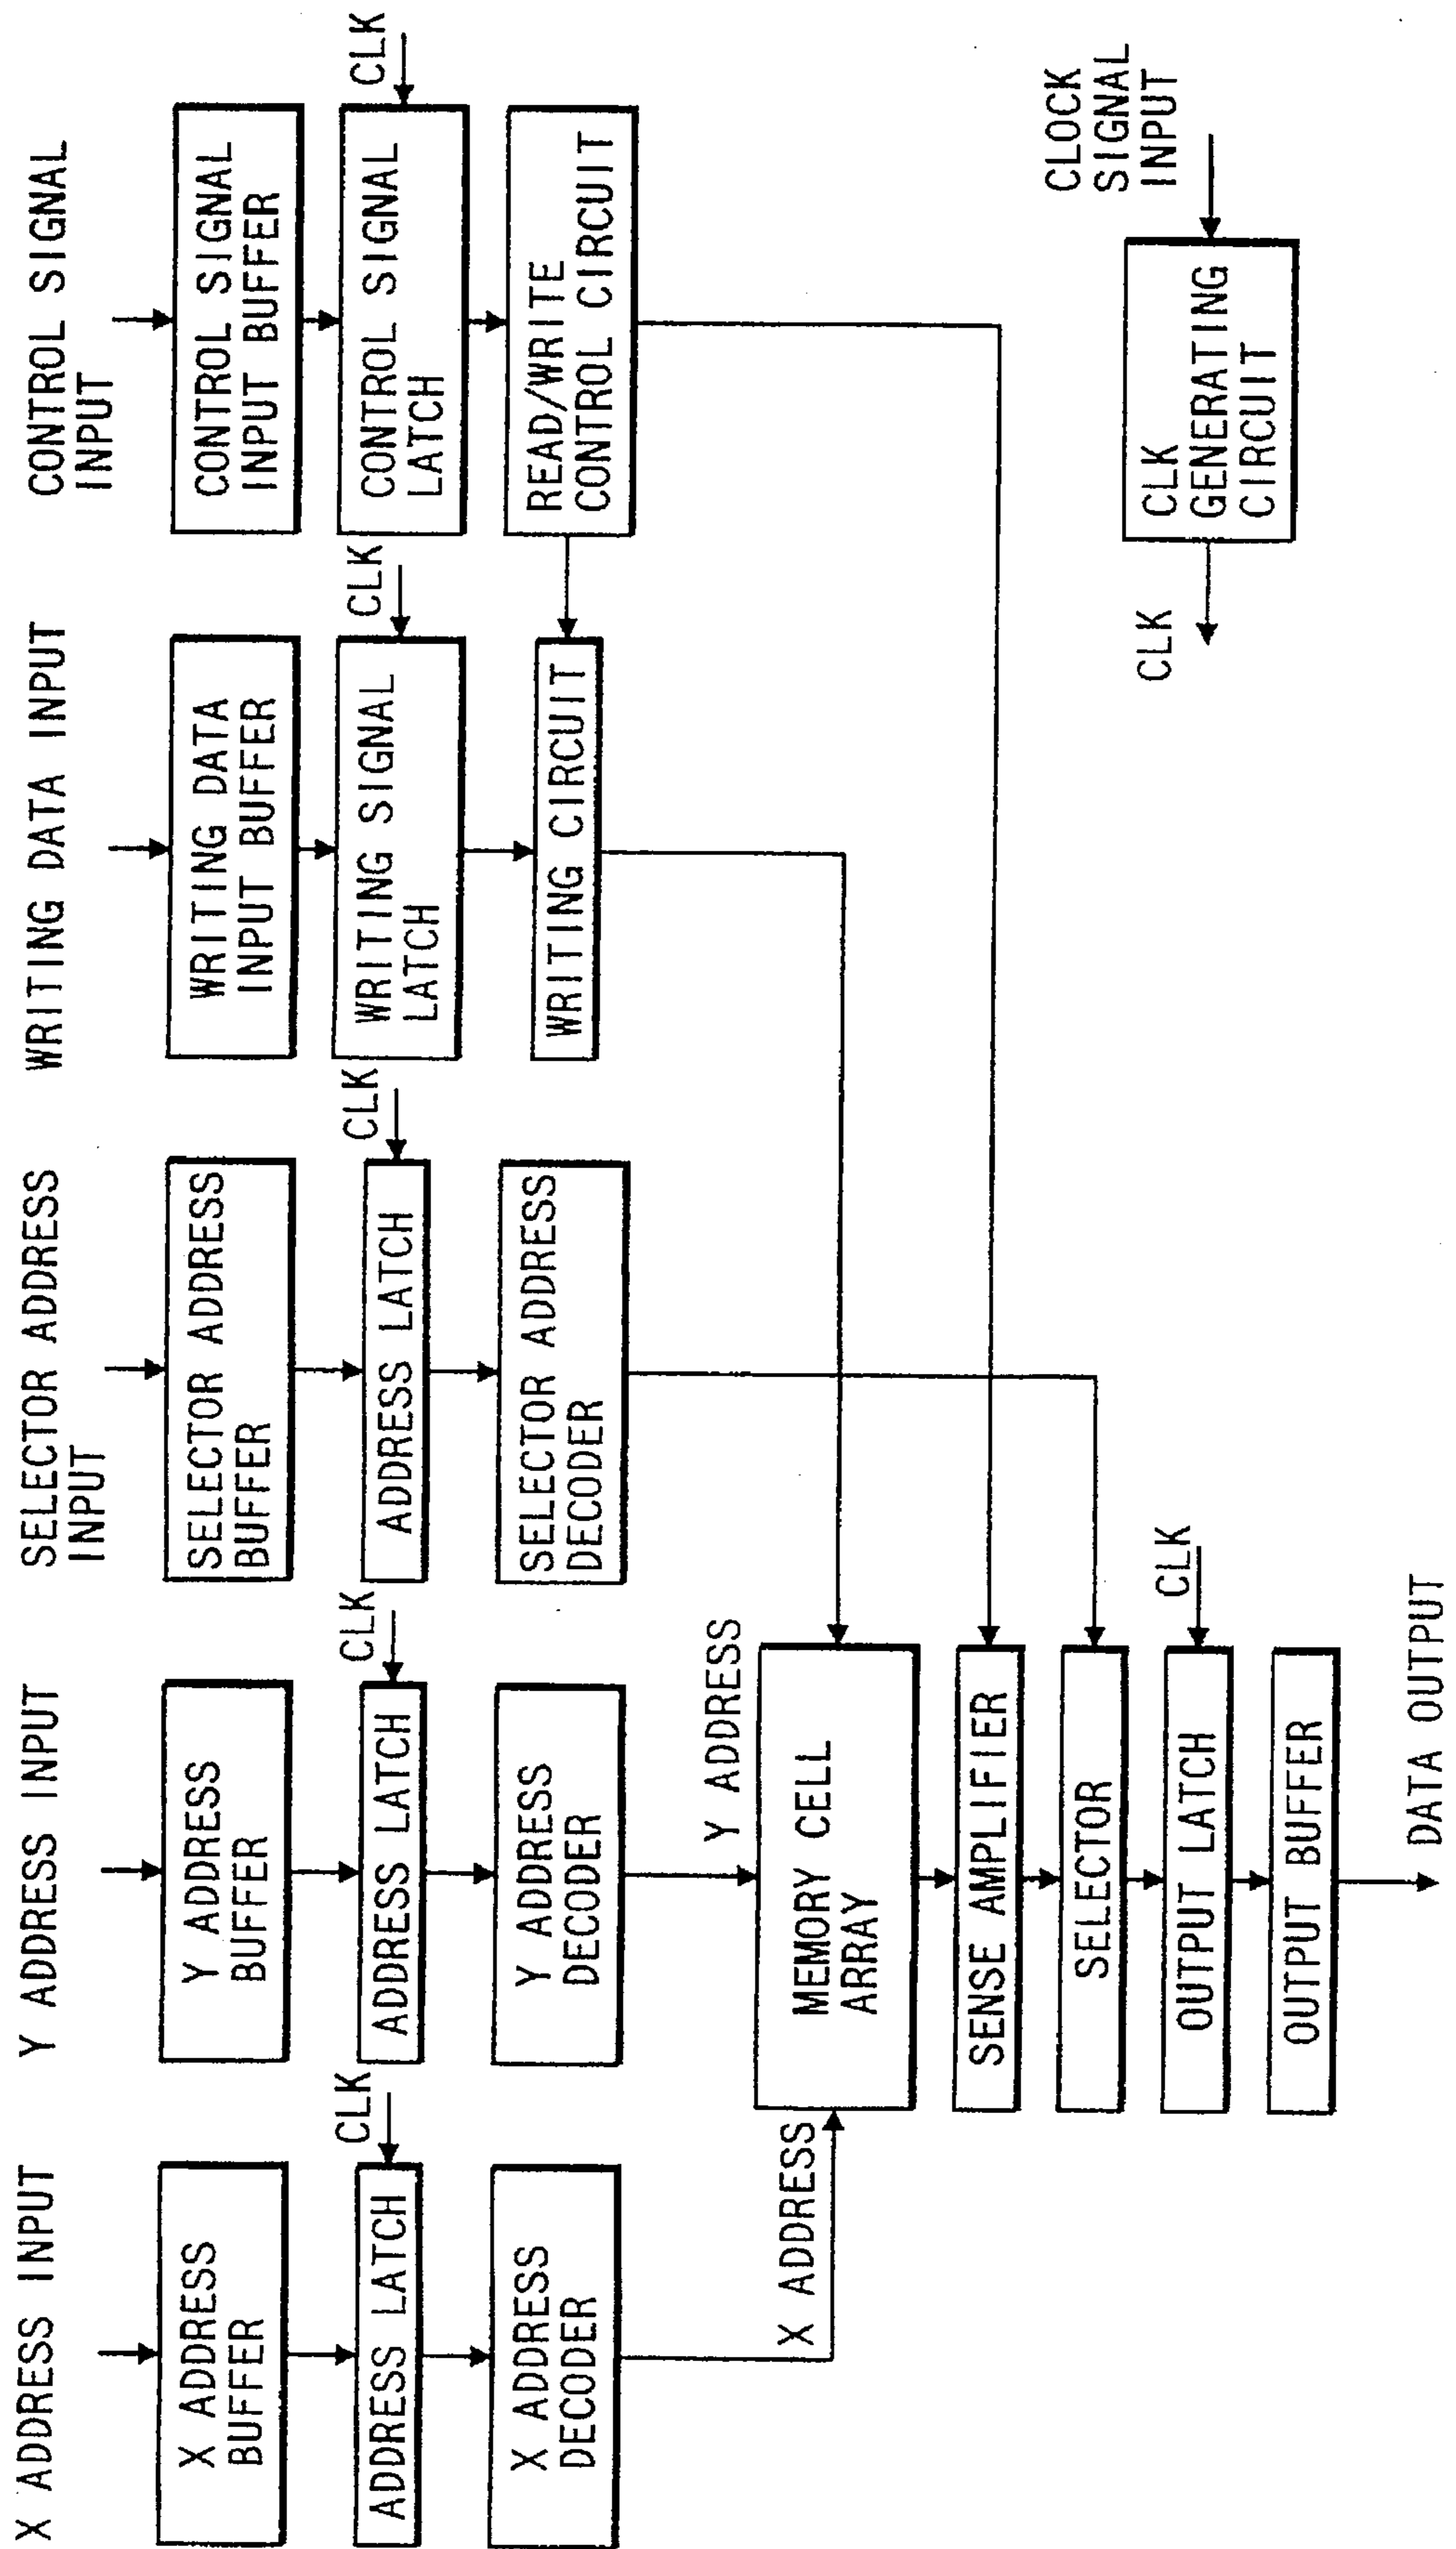 X ADDRESS INPUT
Y ADDRESS INPUT
SELECTOR ADDRESS
INPUT
WRITING DATA INPUT
CONTROL SIGNAL
INPUT
X ADDRESS
BUFFER
Y ADDRESS
BUFFER
SELECTOR ADDRESS
BUFFER
WRITING DATA
INPUT BUFFER
CONTROL SIGNAL
INPUT BUFFER
CLK
CLK
CLK
CLK
CLK
ADDRESS LATCH
ADDRESS LATCH
ADDRESS LATCH
WRITING SIGNAL
LATCH
CONTROL SIGNAL
LATCH
X ADDRESS
DECODER
Y ADDRESS
DECODER
SELECTOR ADDRESS
DECODER
WRITING CIRCUIT
READ/WRITE
CONTROL CIRCUIT
X ADDRESS
Y ADDRESS
MEMORY CELL
ARRAY
SENSE AMPLIFIER
SELECTOR
CLK
OUTPUT LATCH
OUTPUT BUFFER
DATA OUTPUT
CLK
CLK
GENERATING
CIRCUIT
CLOCK
SIGNAL
INPUT